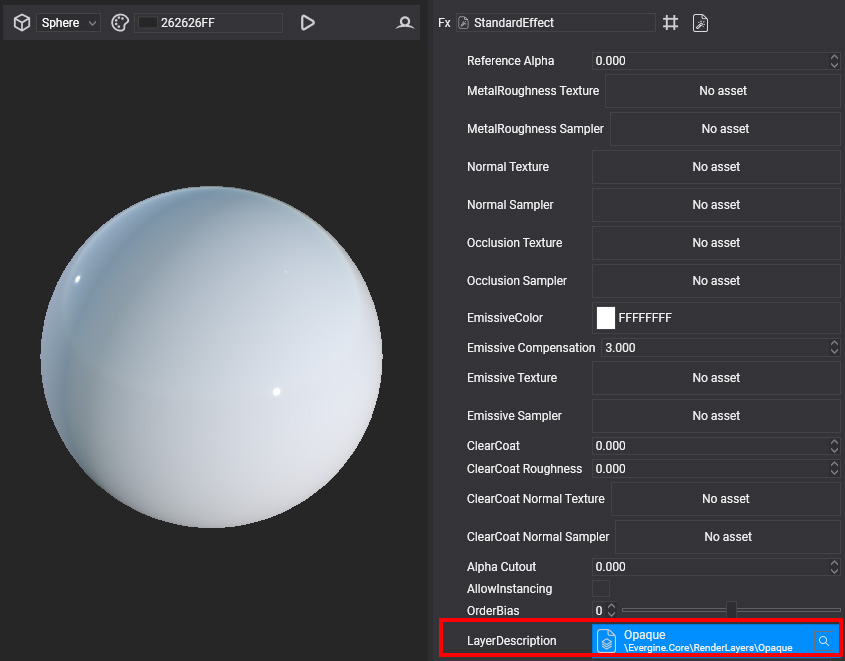 Sphere
262626FF
Fx
StandardEffect
Reference Alpha
0.000
MetalRoughness Texture
No asset
MetalRoughness Sampler
No asset
Normal Texture
No asset
Normal Sampler
No asset
Occlusion Texture
No asset
Occlusion Sampler
No asset
EmissiveColor
FFFFFFFF
Emissive Compensation
3.000
Emissive Texture
No asset
Emissive Sampler
No asset
ClearCoat
0.000
ClearCoat Roughness
0.000
ClearCoat Normal Texture
No asset
ClearCoat Normal Sampler
No asset
Alpha Cutout
0.000
AllowInstancing
OrderBias
0
LayerDescription
Opaque
\Evergine.Core\RenderLayers\Opaque